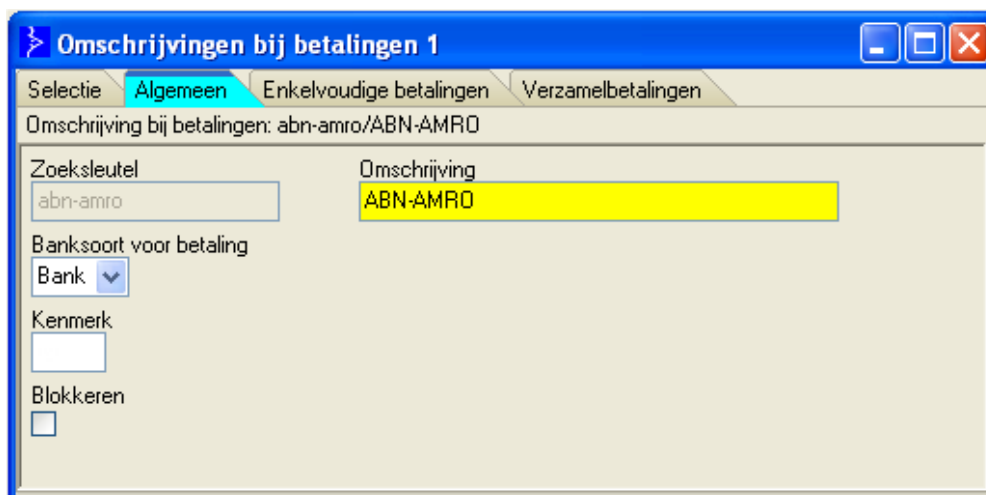 Omschrijvingen bij betalingen 1
Selectie Algemeen Enkelvoudige betalingen Verzamelbetalingen
Omschrijving bij betalingen: abn-amro/ABN-AMRO
Zoeksleutel Omschrijving
abn-amro ABN-AMRO
Banksoort voor betaling
Bank
Kenmerk
Blokkeren